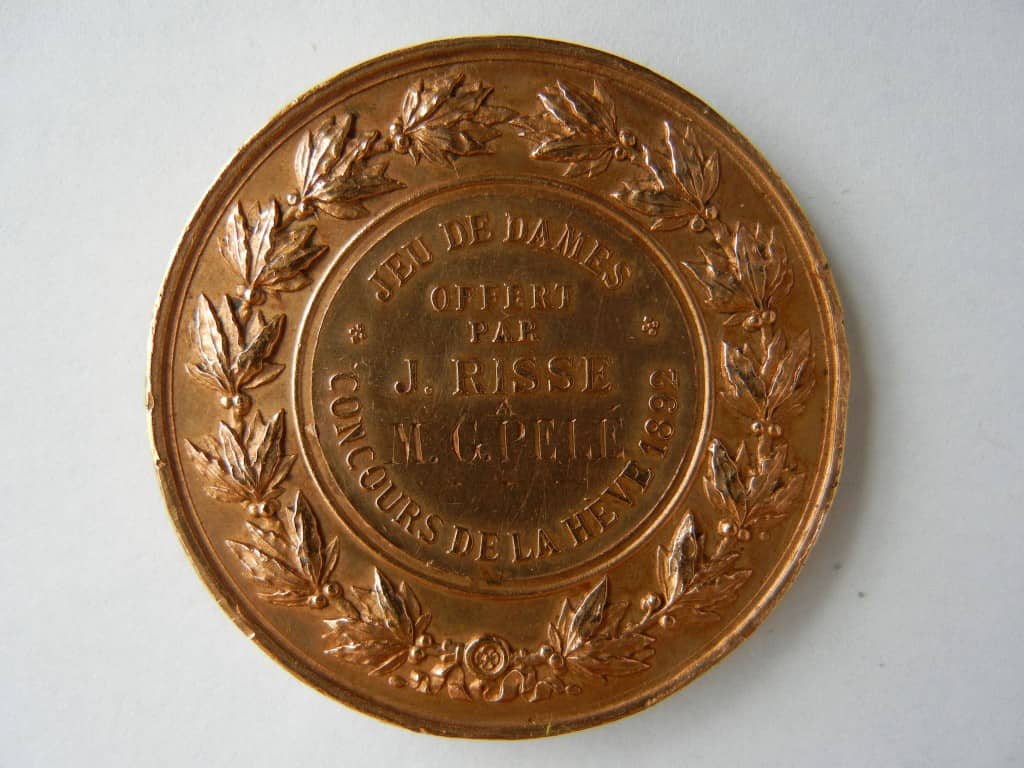 JEU DE DAMES
OFFERT
PAR
J. RISSE
A
M. G. PELÉ
CONCOURS DE LA HÈVE 1892